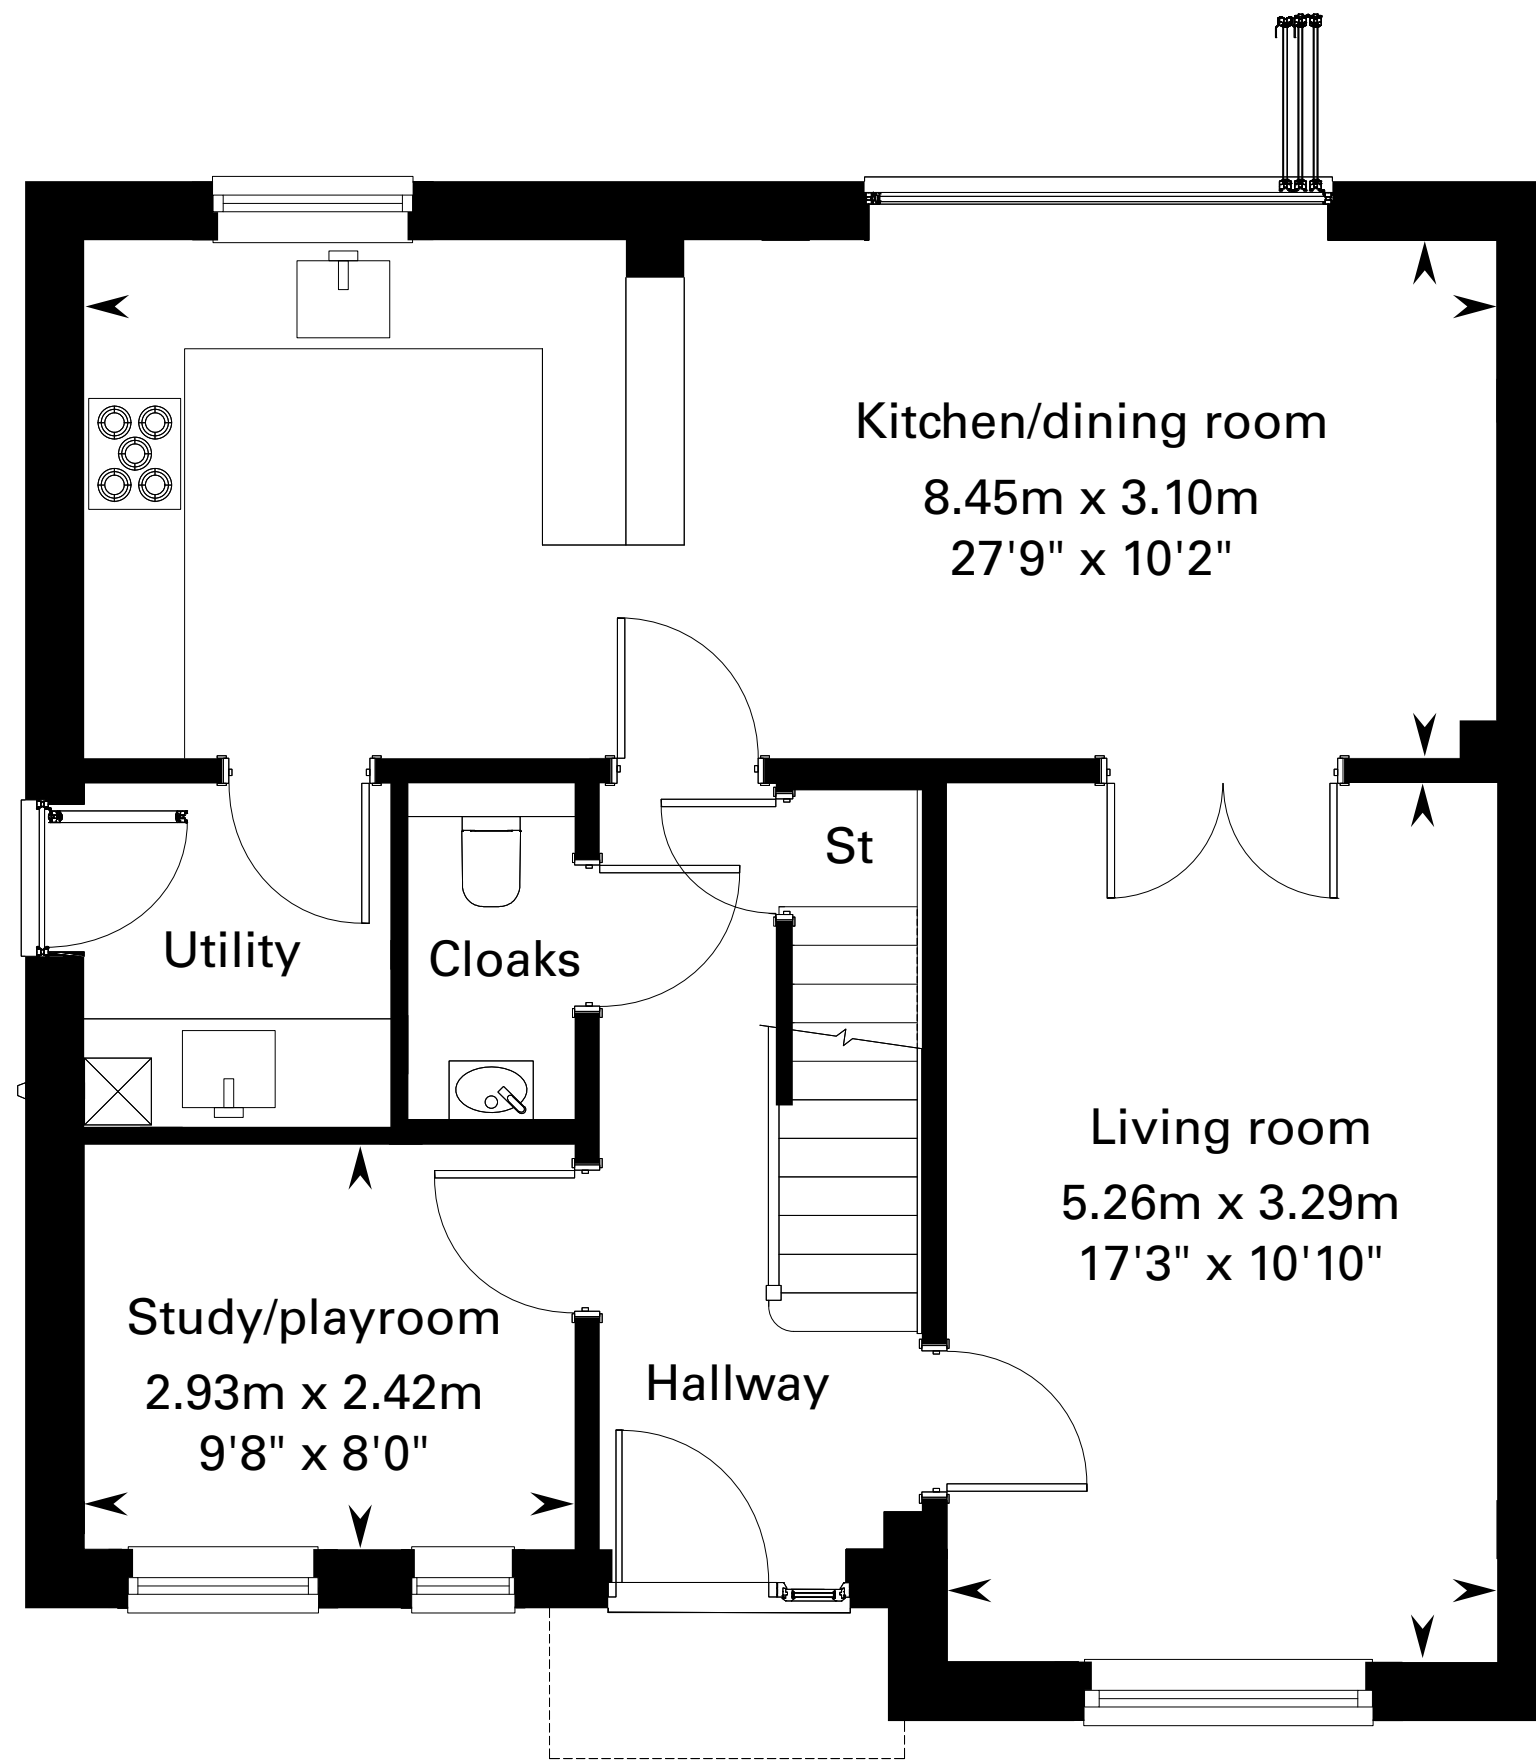 Kitchen/dining room
8.45m x 3.10m
27'9" x 10'2"
St
Utility
Cloaks
Living room
5.26m x 3.29m
17'3" x 10'10"
Study/playroom
2.93m x 2.42m
9'8" x 8'0"
Hallway